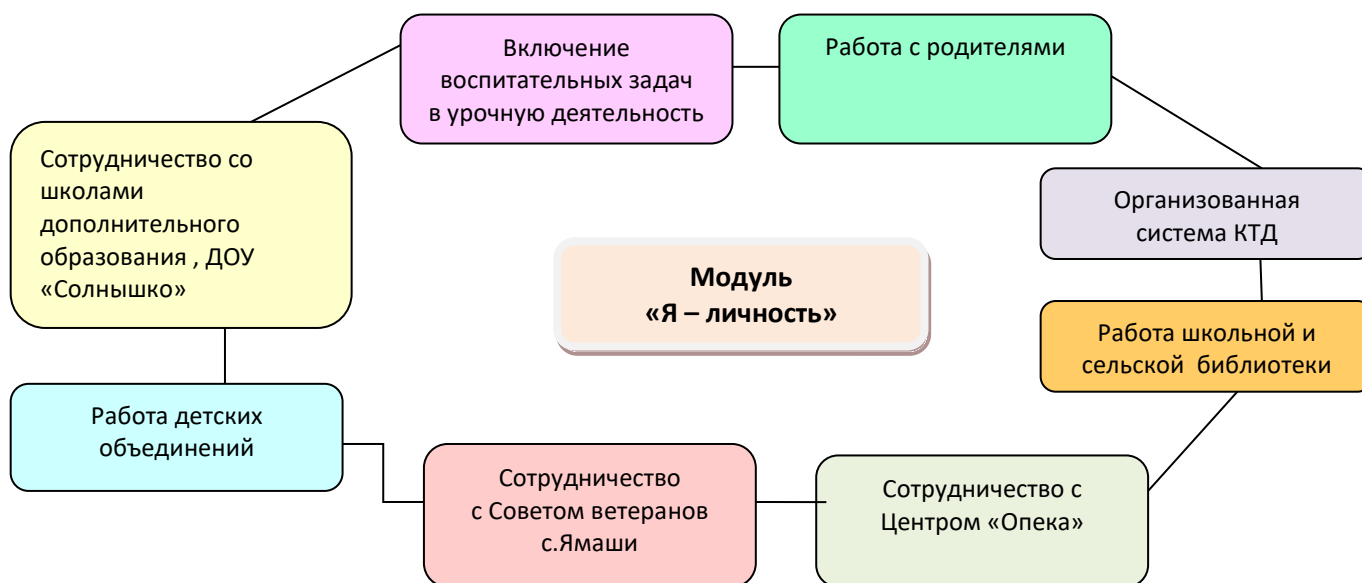 Включение
воспитательных задач
в урочную деятельность
Работа с родителями
Сотрудничество со
школами
дополнительного
образования , ДОУ
«Солнышко»
Организованная
система КТД
Модуль
«Я – личность»
Работа школьной и
сельской библиотеки
Работа детских
объединений
Сотрудничество
с Советом ветеранов
с.Ямаши
Сотрудничество с
Центром «Опека»